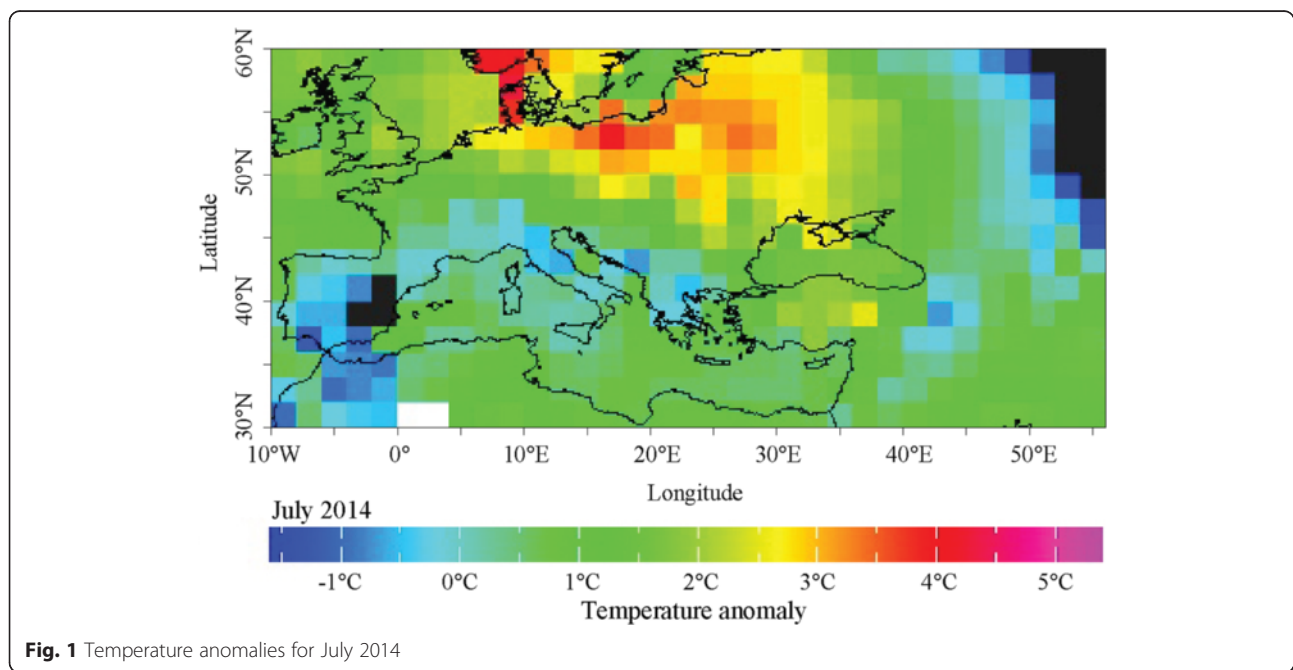 60°N
50°N
40°N
30°N
Latitude
10°W 0° 10°E 20°E 30°E 40°E 50°E
Longitude
July 2014
-1°C 0°C 1°C 2°C 3°C 4°C 5°C
Temperature anomaly
Fig. 1 Temperature anomalies for July 2014